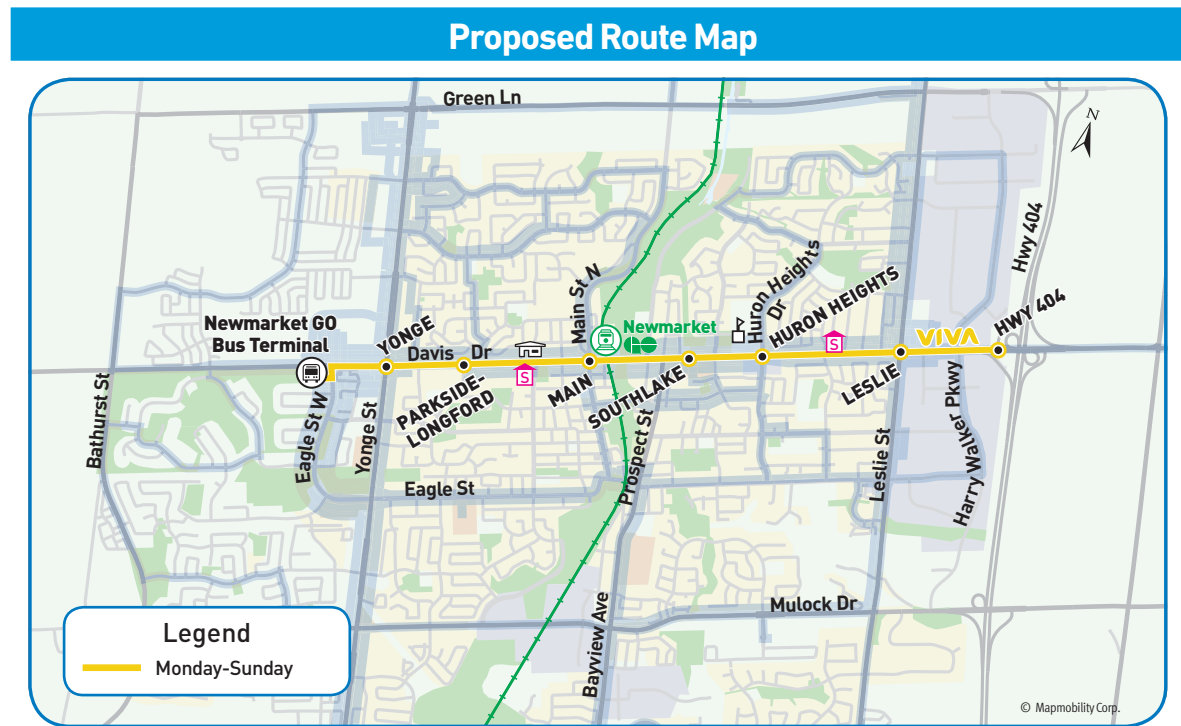 Proposed Route Map
Green Ln
N
Hwy 404
Main St N
Huron Heights
Dr
HURON HEIGHTS
Newmarket GO
Bus Terminal
YONGE
Davis Dr
Newmarket
GO
VIVA
HWY 404
S
S
PARKSIDE-
LONGFORD
MAIN
SOUTHLAKE
LESLIE
Bathurst St
Eagle St W
Yonge St
Eagle St
Prospect St
Leslie St
Harry Walker Pkwy
Mulock Dr
Bayview Ave
Legend
Monday-Sunday
© Mapmobility Corp.